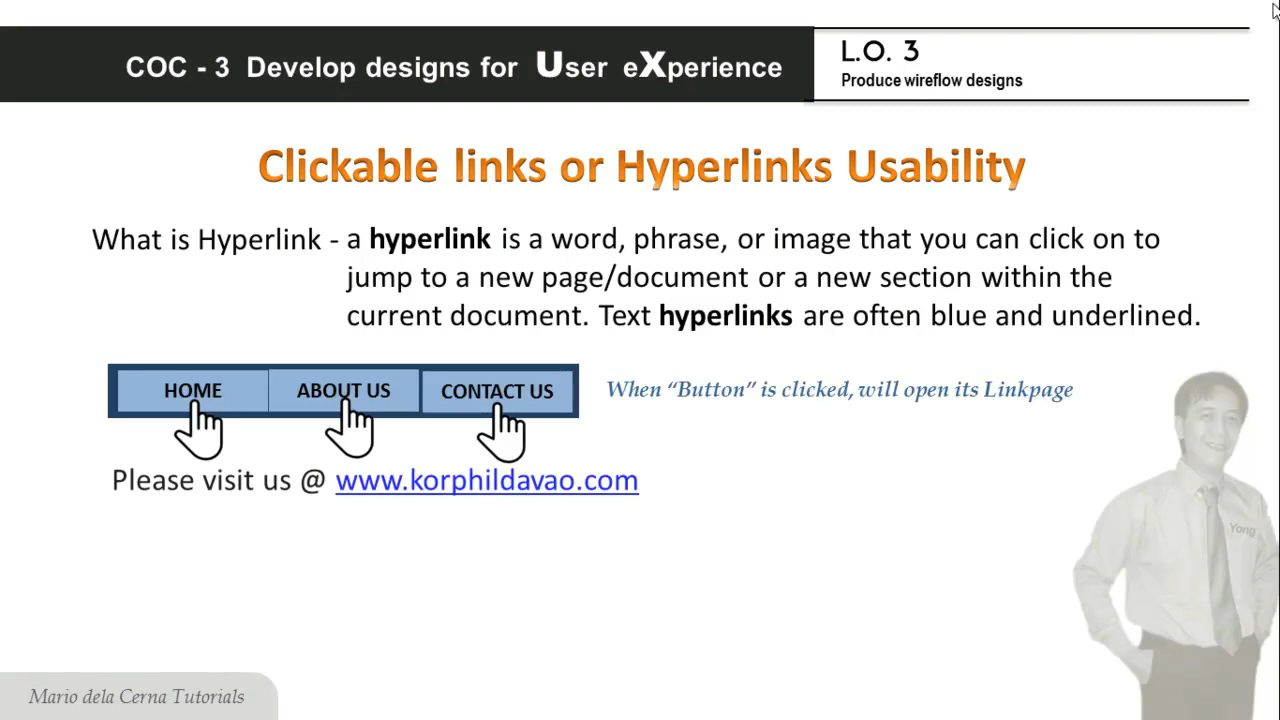 COC - 3 Develop designs for User eXperience
L.O. 3
Produce wireflow designs
Clickable links or Hyperlinks Usability
What is Hyperlink - a hyperlink is a word, phrase, or image that you can click on to
jump to a new page/document or a new section within the
current document. Text hyperlinks are often blue and underlined.
HOME ABOUT US CONTACT US
When “Button” is clicked, will open its Linkpage
Please visit us @ www.korphildavao.com
Yong
Mario dela Cerna Tutorials